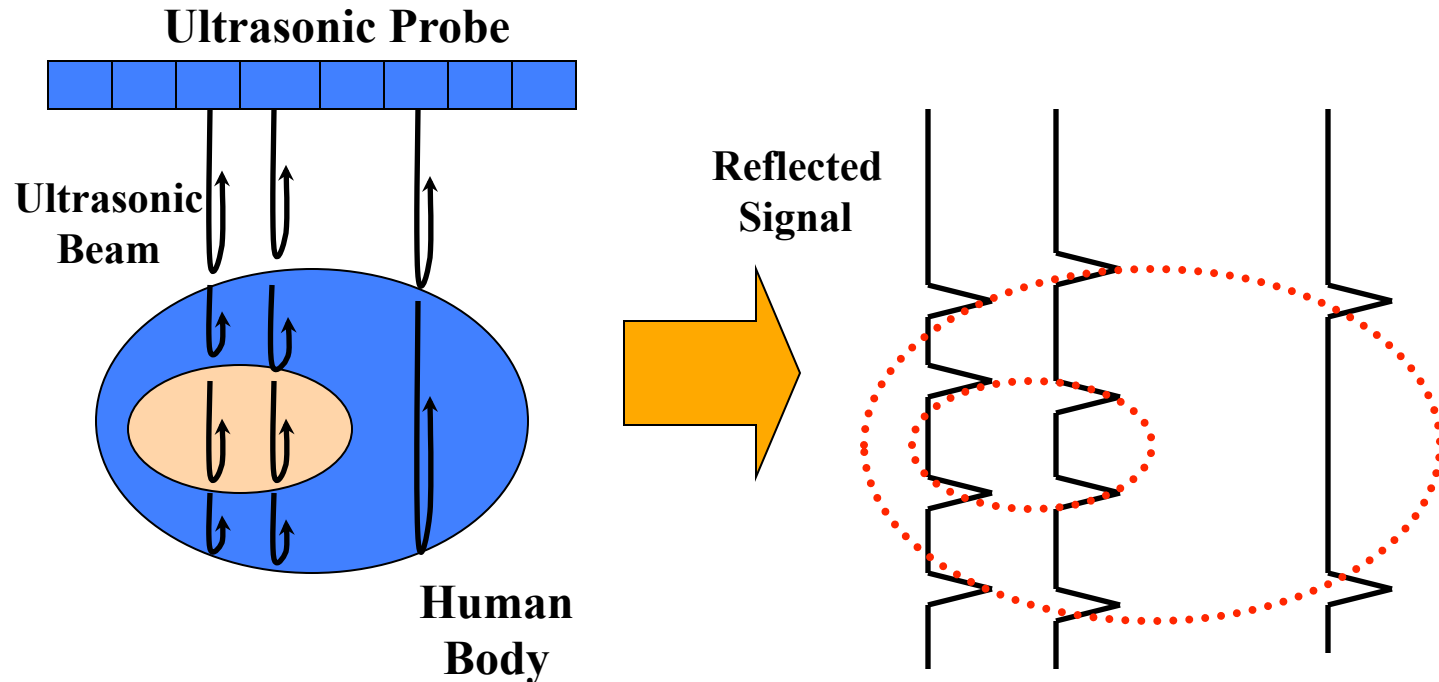 Ultrasonic Probe
Ultrasonic
Beam
Reflected
Signal
Human
Body